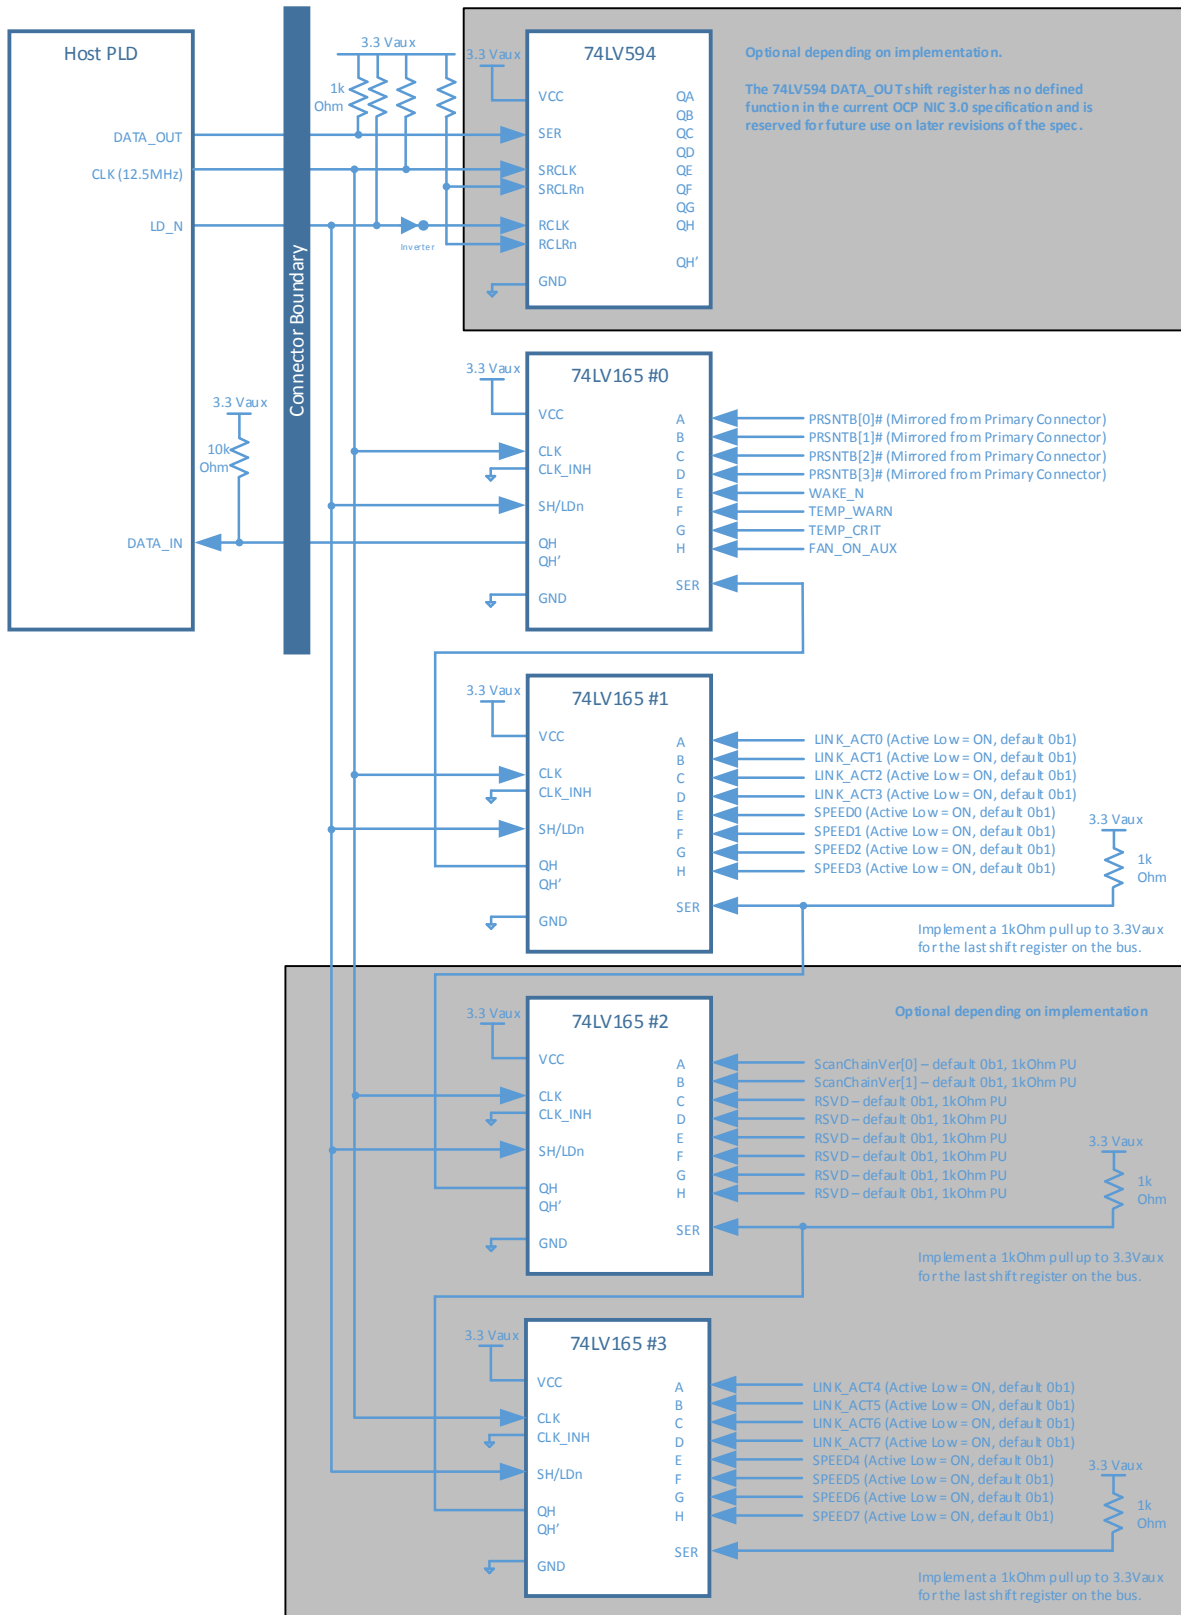 Host PLD
DATA_OUT
CLK (12.5MHz)
LD_N
DATA_IN
3.3 Vaux
10k
Ohm
Connector Boundary
3.3 Vaux
1k
Ohm
Inverter
3.3 Vaux
74LV594
VCC
SER
SRCLK
SRCLRn
RCLK
RCLRn
GND
QA
QB
QC
QD
QE
QF
QG
QH
QH'
Optional depending on implementation.
The 74LV594 DATA_OUT shift register has no defined
function in the current OCP NIC 3.0 specification and is
reserved for future use on later revisions of the spec.
3.3 Vaux
74LV165 #0
VCC
CLK
CLK_INH
SH/LDn
QH
QH'
GND
A
B
C
D
E
F
G
H
SER
PRSNTB[0]# (Mirrored from Primary Connector)
PRSNTB[1]# (Mirrored from Primary Connector)
PRSNTB[2]# (Mirrored from Primary Connector)
PRSNTB[3]# (Mirrored from Primary Connector)
WAKE_N
TEMP_WARN
TEMP_CRIT
FAN_ON_AUX
3.3 Vaux
74LV165 #1
VCC
CLK
CLK_INH
SH/LDn
QH
QH'
GND
A
B
C
D
E
F
G
H
SER
LINK_ACT0 (Active Low = ON, default 0b1)
LINK_ACT1 (Active Low = ON, default 0b1)
LINK_ACT2 (Active Low = ON, default 0b1)
LINK_ACT3 (Active Low = ON, default 0b1)
SPEED0 (Active Low = ON, default 0b1)
SPEED1 (Active Low = ON, default 0b1)
SPEED2 (Active Low = ON, default 0b1)
SPEED3 (Active Low = ON, default 0b1)
3.3 Vaux
1k
Ohm
Implement a 1kOhm pull up to 3.3Vaux
for the last shift register on the bus.
3.3 Vaux
74LV165 #2
Optional depending on implementation
VCC
CLK
CLK_INH
SH/LDn
QH
QH'
GND
A
B
C
D
E
F
G
H
SER
ScanChainVer[0] – default 0b1, 1kOhm PU
ScanChainVer[1] – default 0b1, 1kOhm PU
RSVD – default 0b1, 1kOhm PU
RSVD – default 0b1, 1kOhm PU
RSVD – default 0b1, 1kOhm PU
RSVD – default 0b1, 1kOhm PU
RSVD – default 0b1, 1kOhm PU
RSVD – default 0b1, 1kOhm PU
3.3 Vaux
1k
Ohm
Implement a 1kOhm pull up to 3.3Vaux
for the last shift register on the bus.
3.3 Vaux
74LV165 #3
VCC
CLK
CLK_INH
SH/LDn
QH
QH'
GND
A
B
C
D
E
F
G
H
SER
LINK_ACT4 (Active Low = ON, default 0b1)
LINK_ACT5 (Active Low = ON, default 0b1)
LINK_ACT6 (Active Low = ON, default 0b1)
LINK_ACT7 (Active Low = ON, default 0b1)
SPEED4 (Active Low = ON, default 0b1)
SPEED5 (Active Low = ON, default 0b1)
SPEED6 (Active Low = ON, default 0b1)
SPEED7 (Active Low = ON, default 0b1)
3.3 Vaux
1k
Ohm
Implement a 1kOhm pull up to 3.3Vaux
for the last shift register on the bus.